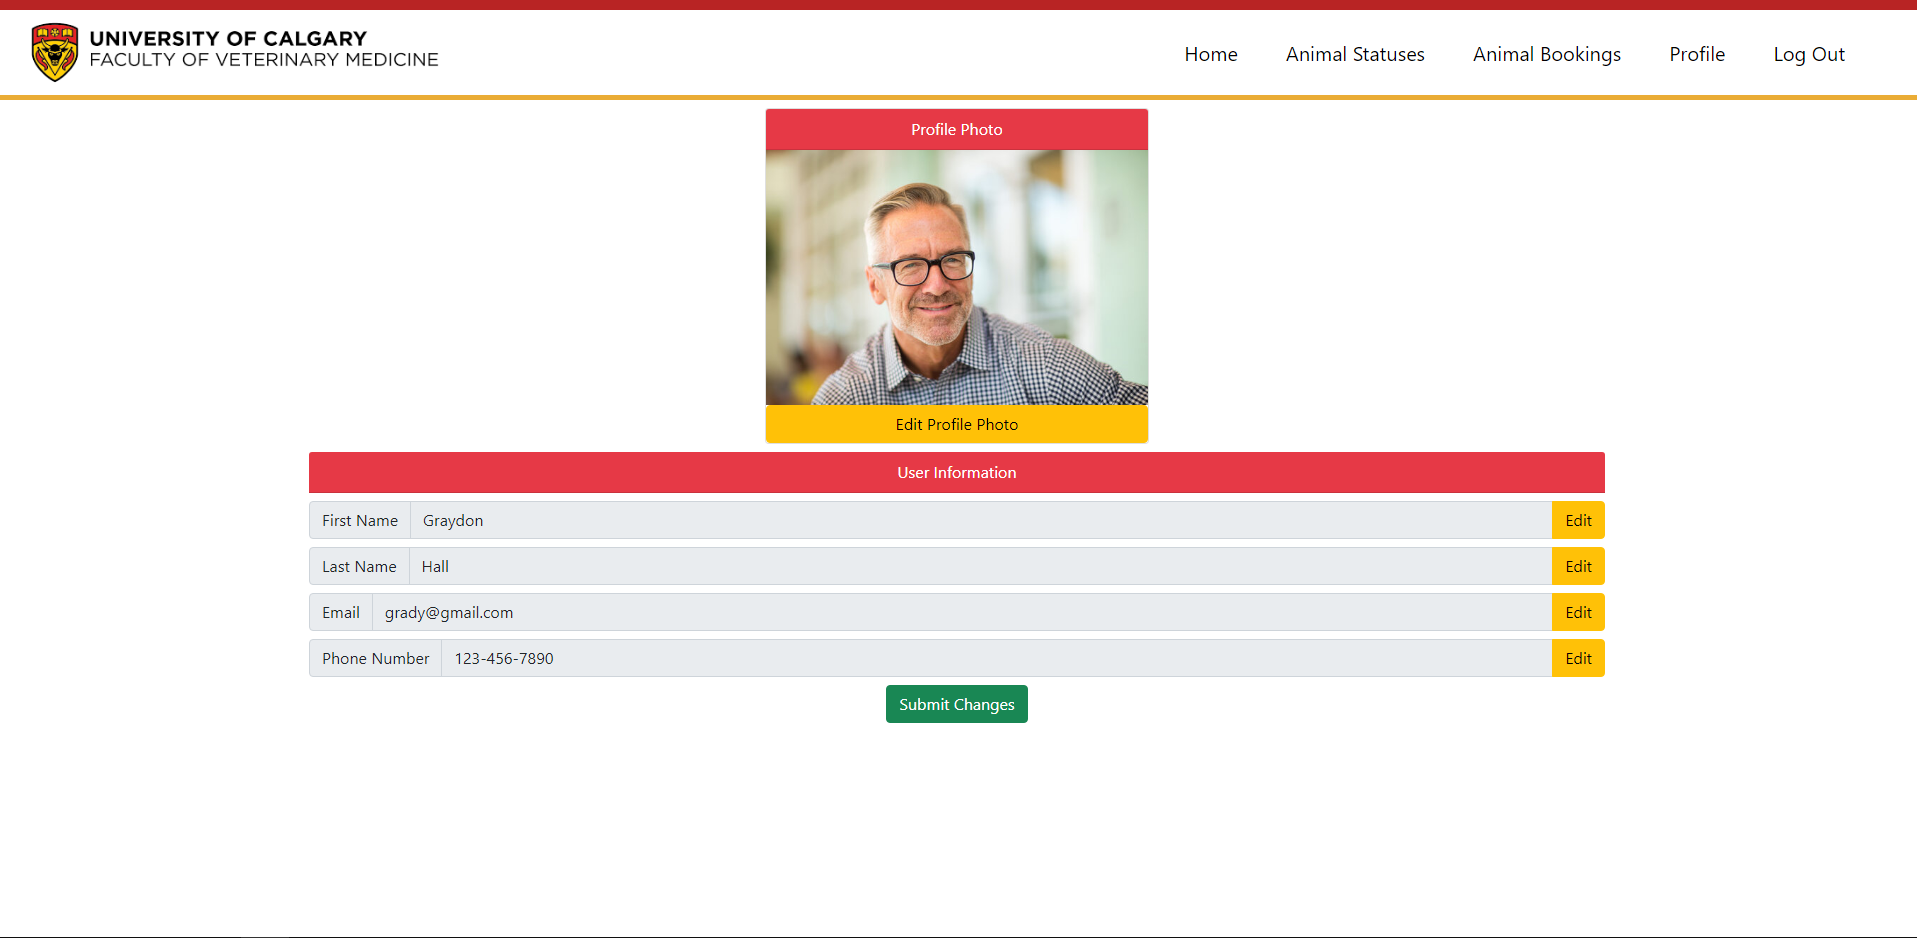 UNIVERSITY OF CALGARY
FACULTY OF VETERINARY MEDICINE
Home Animal Statuses Animal Bookings Profile Log Out
Profile Photo
Edit Profile Photo
User Information
First Name Graydon Edit
Last Name Hall Edit
Email grady@gmail.com Edit
Phone Number 123-456-7890 Edit
Submit Changes